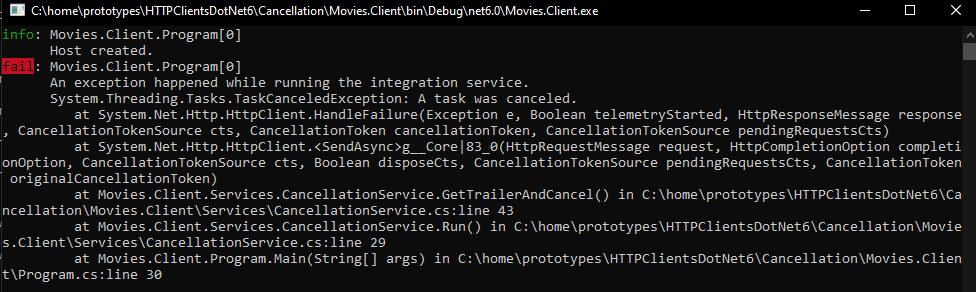 C:\home\prototypes\HTTPClientsDotNet6\Cancellation\Movies.Client\bin\Debug\net6.0\Movies.Client.exe
info: Movies.Client.Program[0]
      Host created.
fail: Movies.Client.Program[0]
      An exception happened while running the integration service.
      System.Threading.Tasks.TaskCanceledException: A task was canceled.
         at System.Net.Http.HttpClient.HandleFailure(Exception e, Boolean telemetryStarted, HttpResponseMessage response
, CancellationTokenSource cts, CancellationToken cancellationToken, CancellationTokenSource pendingRequestsCts)
         at System.Net.Http.HttpClient.<SendAsync>g__Core|83_0(HttpRequestMessage request, HttpCompletionOption completi
onOption, CancellationTokenSource cts, Boolean disposeCts, CancellationTokenSource pendingRequestsCts, CancellationToken
 originalCancellationToken)
         at Movies.Client.Services.CancellationService.GetTrailerAndCancel() in C:\home\prototypes\HTTPClientsDotNet6\Ca
ncellation\Movies.Client\Services\CancellationService.cs:line 43
         at Movies.Client.Services.CancellationService.Run() in C:\home\prototypes\HTTPClientsDotNet6\Cancellation\Movie
s.Client\Services\CancellationService.cs:line 29
         at Movies.Client.Program.Main(String[] args) in C:\home\prototypes\HTTPClientsDotNet6\Cancellation\Movies.Clien
t\Program.cs:line 30